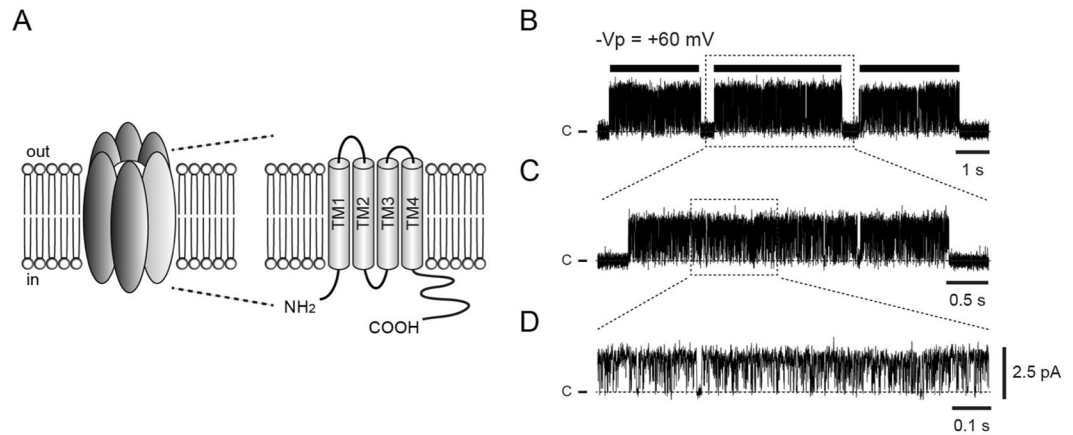 A
out
in
TM1
TM2
TM3
TM4
NH2
COOH
B
-Vp = +60 mV
C
1 s
C
C
0.5 s
D
C
2.5 pA
0.1 s